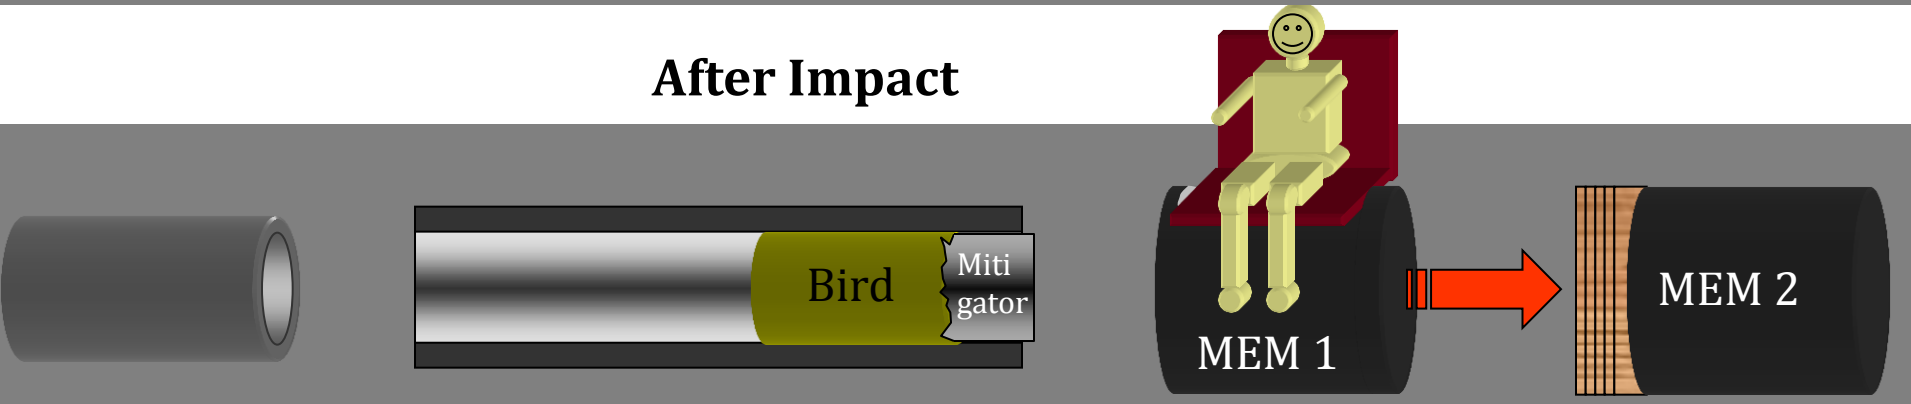 After Impact
Bird
Miti
gator
MEM 1
MEM 2